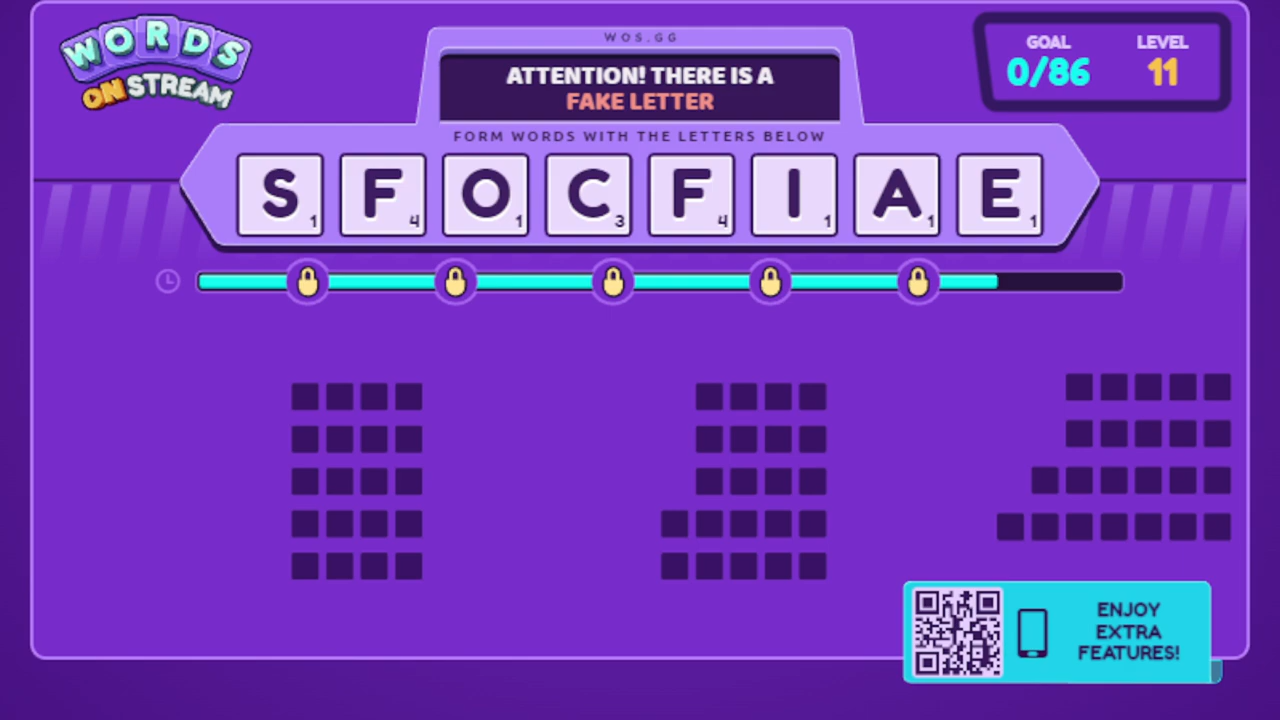 WORDS
ON STREAM
WOS.GG
ATTENTION! THERE IS A
FAKE LETTER
GOAL
0/86
LEVEL
11
FORM WORDS WITH THE LETTERS BELOW
S 1 F 4 O 1 C 3 F 4 I 1 A 1 E 1
ENJOY
EXTRA
FEATURES!